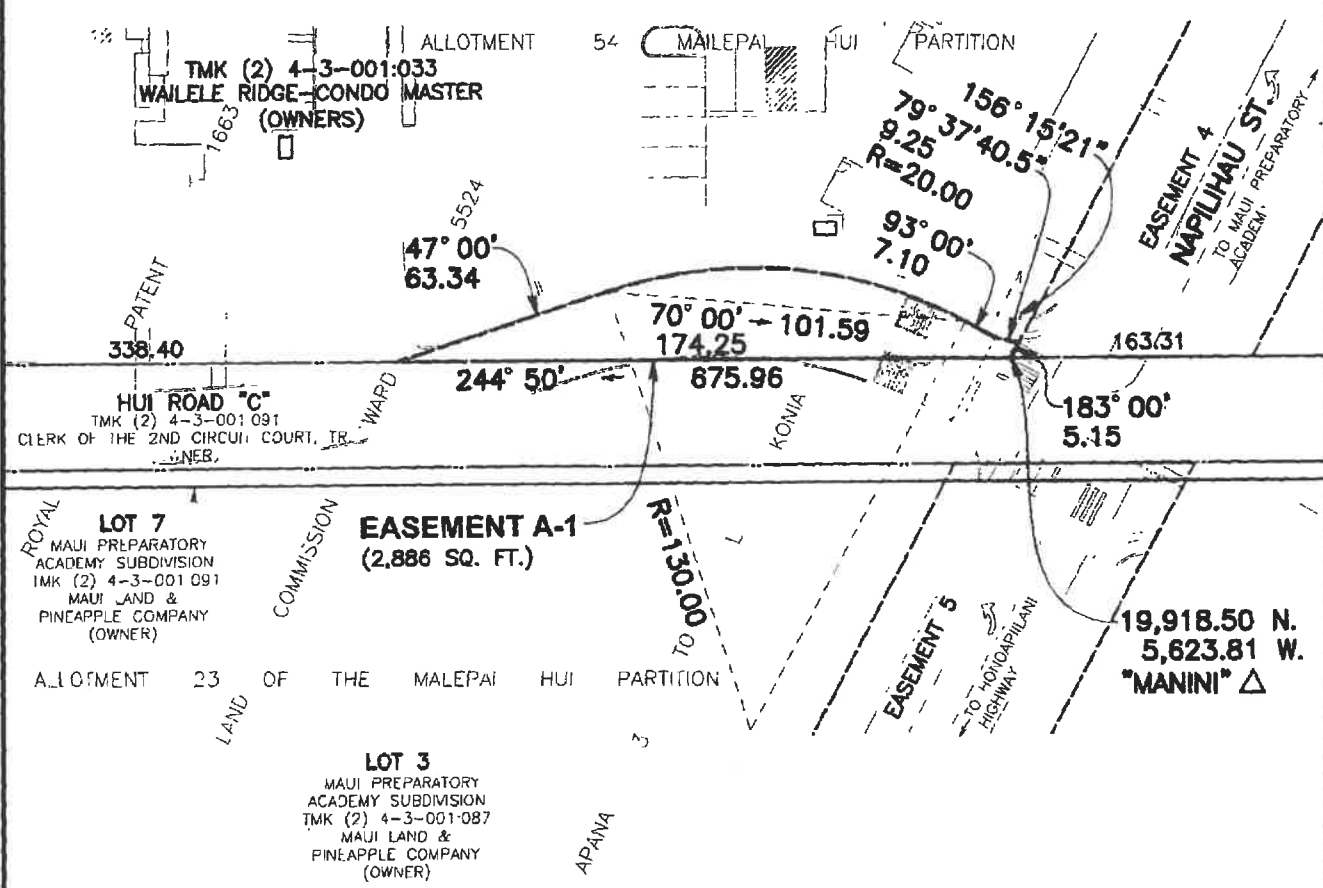 ALLOTMENT 54 MAILEPAI HUI PARTITION
TMK (2) 4-3-001:033
WAILELE RIDGE-CONDO MASTER
(OWNERS)
1663
5524
156° 15'21"
79° 37'40.5"
9.25
R=20.00
93° 00'
7.10
EASEMENT 4
NAPILIHAU ST.
TO MAUI PREPARATORY
ACADEMY
47° 00'
63.34
PATENT
70° 00' 101.59
174.25
338.40
163.31
244° 50'
675.96
183° 00'
5.15
HUI ROAD "C"
TMK (2) 4-3-001 091
CLERK OF THE 2ND CIRCUIT COURT,
WARD
KONIA
ROYAL
LOT 7
MAUI PREPARATORY
ACADEMY SUBDIVISION
TMK (2) 4-3-001 091
MAUI LAND &
PINEAPPLE COMPANY
(OWNER)
COMMISSION
EASEMENT A-1
(2,886 SQ. FT.)
R=130.00
L
TO
EASEMENT 5
TO HONOAPIILANI
HIGHWAY
19,918.50 N.
5,623.81 W.
"MANINI" △
ALLOTMENT 23 OF THE MALEPAI HUI PARTITION
LAND
3
LOT 3
MAUI PREPARATORY
ACADEMY SUBDIVISION
TMK (2) 4-3-001:087
MAUI LAND &
PINEAPPLE COMPANY
(OWNER)
APANA